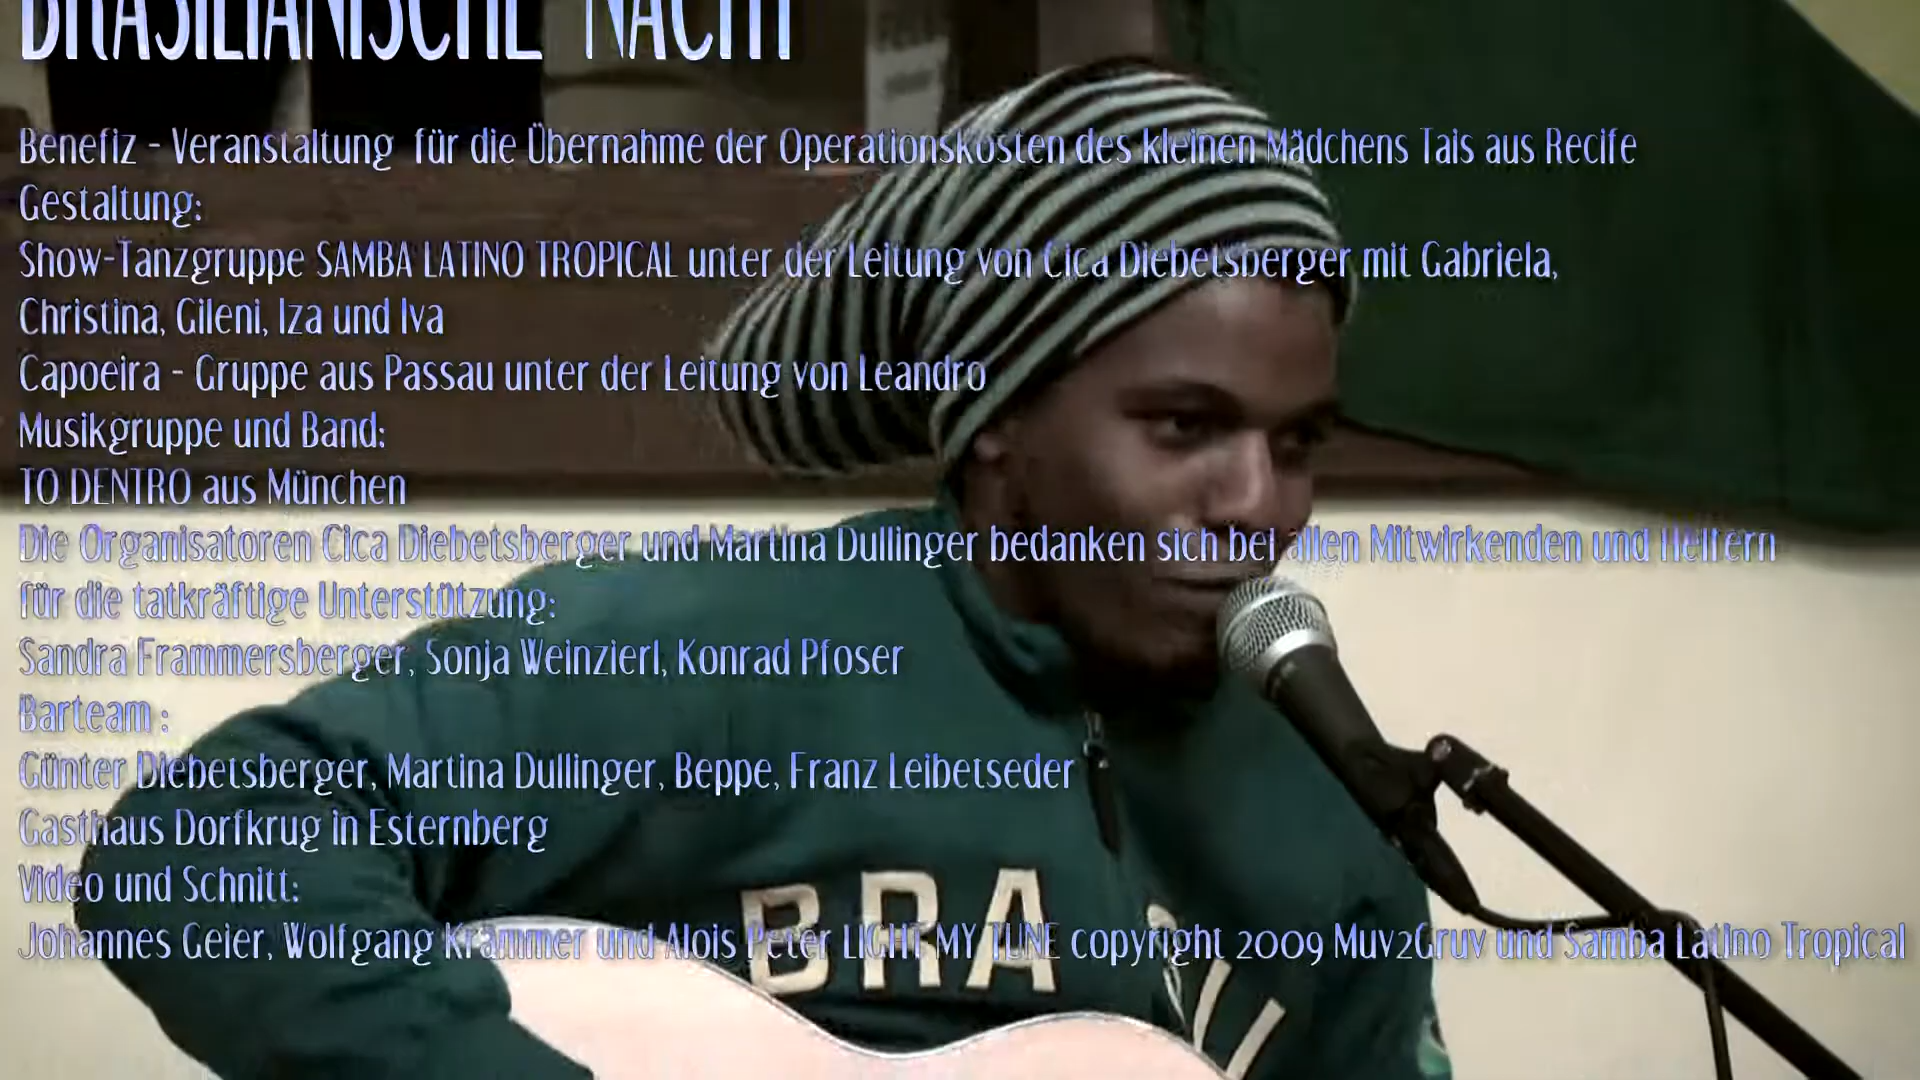 BRASILIANISCHE NACHT
Benefiz - Veranstaltung für die Übernahme der Operationskosten des kleinen Mädchens Tais aus Recife
Gestaltung:
Show-Tanzgruppe SAMBA LATINO TROPICAL unter der Leitung von Cica Diebetsberger mit Gabriela,
Christina, Gileni, Iza und Iva
Capoeira - Gruppe aus Passau unter der Leitung von Leandro
Musikgruppe und Band:
TO DENTRO aus München
Die Organisatoren Cica Diebetsberger und Martina Dullinger bedanken sich bei allen Mitwirkenden und Helfern
für die tatkräftige Unterstützung:
Sandra Frammersberger, Sonja Weinzierl, Konrad Pfoser
Barteam :
Günter Diebetsberger, Martina Dullinger, Beppe, Franz Leibetseder
Gasthaus Dorfkrug in Esternberg
Video und Schnitt:
Johannes Geier, Wolfgang Krammer und Alois Peter LIGHT MY TUNE copyright 2009 Muv2Gruv und Samba Latino Tropical
BRA